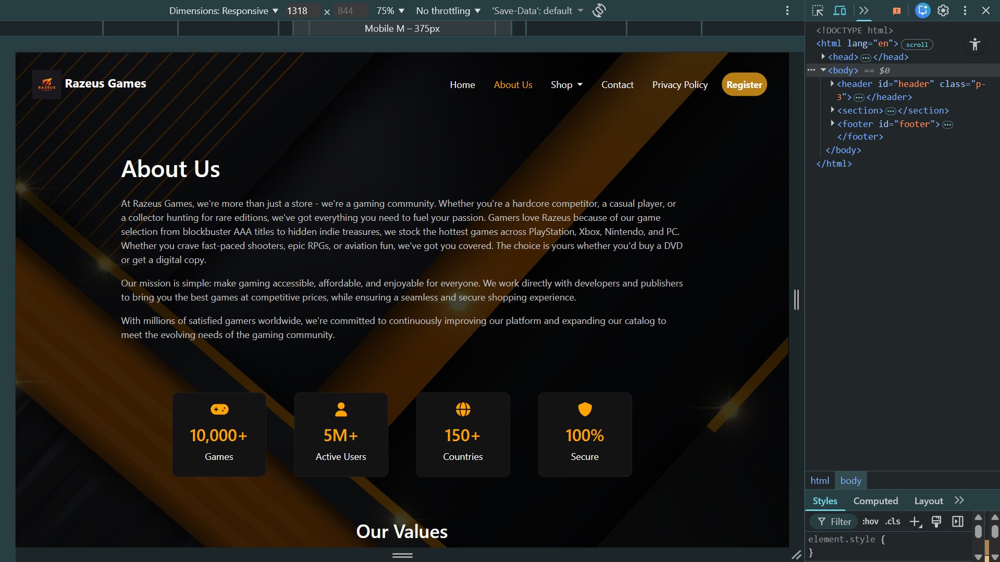 Dimensions: Responsive ▼ 1318 × 844 75% ▼ No throttling ▼ 'Save-Data': default ▼
Mobile M – 375px
RAZEUS
Razeus Games
Home About Us Shop Contact Privacy Policy Register
About Us
At Razeus Games, we're more than just a store - we're a gaming community. Whether you're a hardcore competitor, a casual player, or
a collector hunting for rare editions, we've got everything you need to fuel your passion. Gamers love Razeus because of our game
selection from blockbuster AAA titles to hidden indie treasures, we stock the hottest games across PlayStation, Xbox, Nintendo, and PC.
Whether you crave fast-paced shooters, epic RPGs, or aviation fun, we've got you covered. The choice is yours whether you'd buy a DVD
or get a digital copy.
Our mission is simple: make gaming accessible, affordable, and enjoyable for everyone. We work directly with developers and publishers
to bring you the best games at competitive prices, while ensuring a seamless and secure shopping experience.
With millions of satisfied gamers worldwide, we're committed to continuously improving our platform and expanding our catalog to
meet the evolving needs of the gaming community.
10,000+
Games
5M+
Active Users
150+
Countries
100%
Secure
Our Values
<!DOCTYPE html>
<html lang="en"> scroll
<head> ••• </head>
••• <body> == $0
<header id="header" class="p-
3"> ••• </header>
<section> ••• </section>
<footer id="footer"> •••
</footer>
</body>
</html>
html body
Styles Computed Layout
Filter :hov .cls
element.style {
}